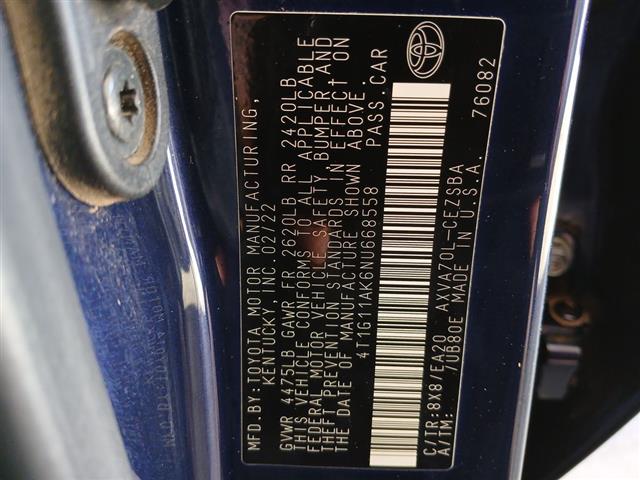 MFD. BY: TOYOTA MOTOR MANUFACTURING,
KENTUCKY, INC. 02/22
GVWR 4475LB GAWR FR 2620LB RR 2420LB
THIS VEHICLE CONFORMS TO ALL APPLICABLE
FEDERAL MOTOR VEHICLE SAFETY, BUMPER AND
THEFT PREVENTION STANDARDS IN EFFECT ON
THE DATE OF MANUFACTURE SHOWN ABOVE.
4T1G11AK6NU668558 PASS. CAR
C/TR:8X8/EA20 AXVA70L-CEZSBA
A/TM: /UB80E MADE IN U.S.A. 76082